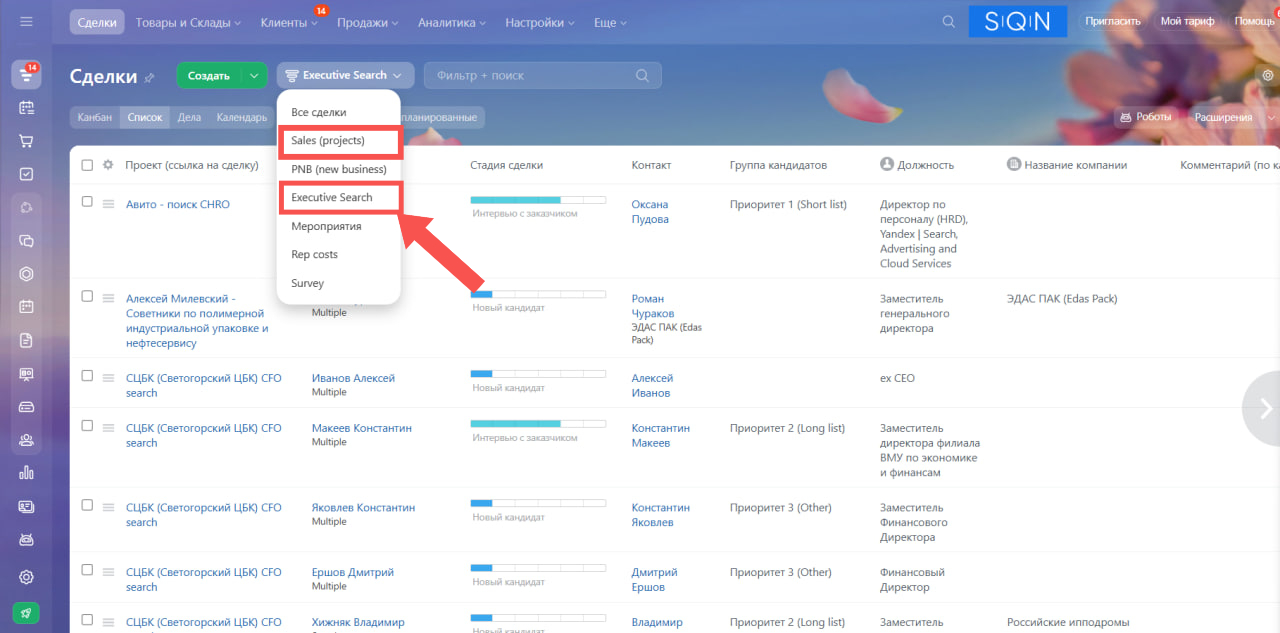 14
Сделки
Товары и Склады
Клиенты
Продажи
Аналитика
Настройки
Еще
SIQIN
Пригласить
Мой тариф
Помощь
14
Сделки
Создать
Executive Search
Фильтр + поиск
Канбан
Список
Дела
Календарь
планированные
Роботы
Расширения
Все сделки
Sales (projects)
PNB (new business)
Executive Search
Мероприятия
Rep costs
Survey
Проект (ссылка на сделку)
Стадия сделки
Контакт
Группа кандидатов
Должность
Название компании
Комментарий (по ка
Авито - поиск CHRO
Интервью с заказчиком
Оксана
Пудова
Приоритет 1 (Short list)
Директор по
персоналу (HRD),
Yandex | Search,
Advertising and
Cloud Services
Алексей Милевский -
Советники по полимерной
индустриальной упаковке и
нефтесервису
Multiple
Новый кандидат
Роман
Чураков
ЭДАС ПАК (Edas
Pack)
Заместитель
генерального
директора
ЭДАС ПАК (Edas Pack)
СЦБК (Светогорский ЦБК) CFO
search
Иванов Алексей
Multiple
Новый кандидат
Алексей
Иванов
ex CEO
СЦБК (Светогорский ЦБК) CFO
search
Макеев Константин
Multiple
Интервью с заказчиком
Константин
Макеев
Приоритет 2 (Long list)
Заместитель
директора филиала
ВМУ по экономике
и финансам
СЦБК (Светогорский ЦБК) CFO
search
Яковлев Константин
Multiple
Новый кандидат
Константин
Яковлев
Приоритет 3 (Other)
Заместитель
Финансового
Директора
СЦБК (Светогорский ЦБК) CFO
search
Ершов Дмитрий
Multiple
Новый кандидат
Дмитрий
Ершов
Приоритет 3 (Other)
Финансовый
Директор
СЦБК (Светогорский ЦБК) CFO
search
Хижняк Владимир
Новый кандидат
Владимир
Приоритет 2 (Long list)
Заместитель
Российские ипподромы